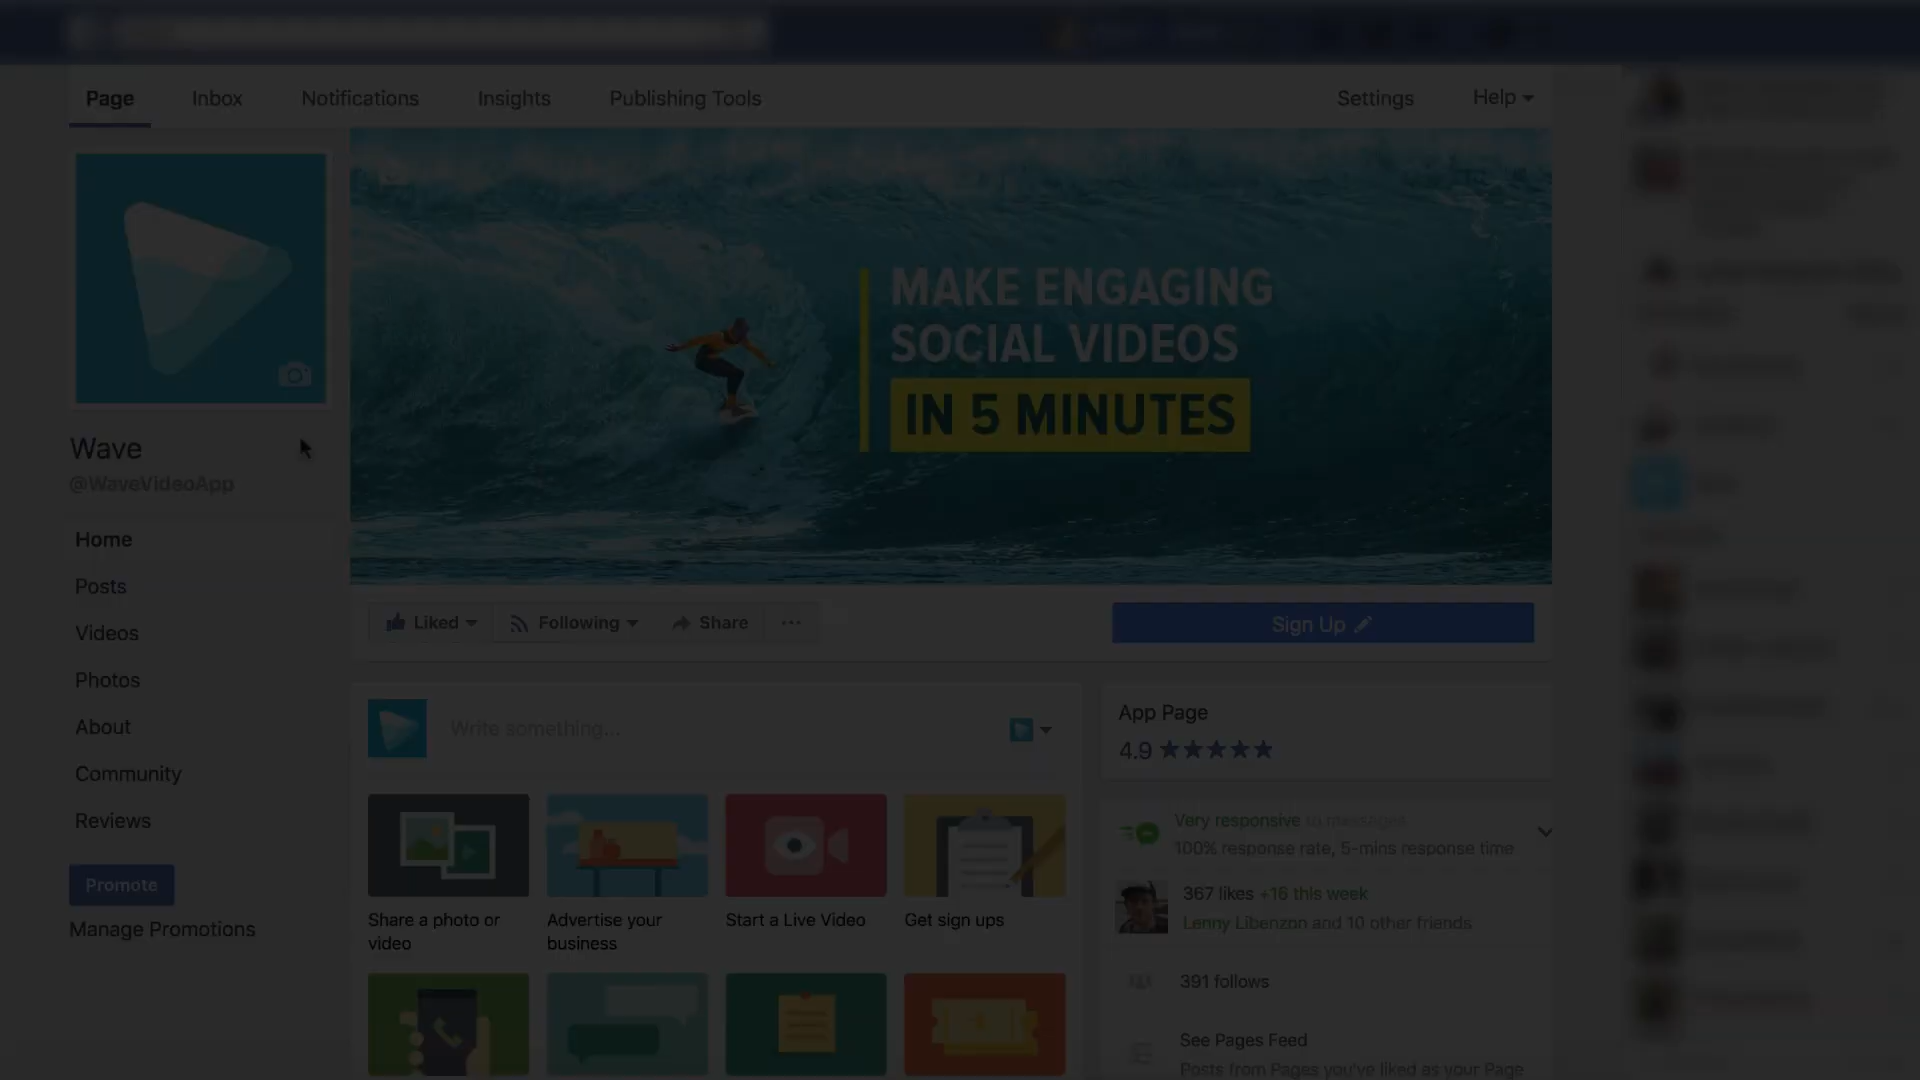 Page Inbox Notifications Insights Publishing Tools Settings Help
MAKE ENGAGING
SOCIAL VIDEOS
IN 5 MINUTES
Wave
@WaveVideoApp
Home
Posts
Videos
Photos
About
Community
Reviews
Promote
Manage Promotions
Liked Following Share ...
Sign Up
Write something...
Share a photo or
video
Advertise your
business
Start a Live Video
Get sign ups
App Page
4.9 ★★★★★
Very responsive to messages
100% response rate, 5-mins response time
367 likes +16 this week
Lenny Libenzon and 10 other friends
391 follows
See Pages Feed
Posts from Pages you've liked as your Page